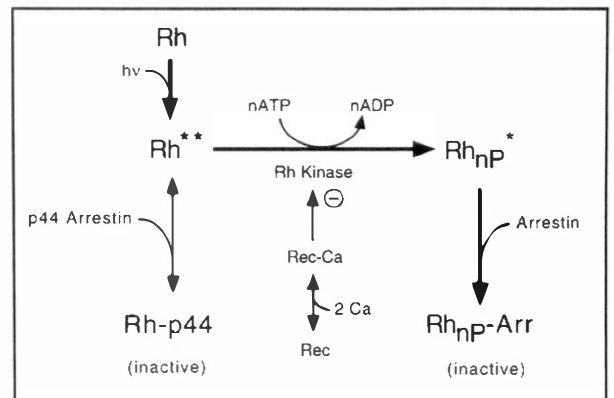 Rh
hν
nATP nADP
Rh** RhnP*
Rh Kinase
⊖
p44 Arrestin Arrestin
Rec-Ca
2 Ca
Rh-p44 RhnP-Arr
Rec
(inactive) (inactive)